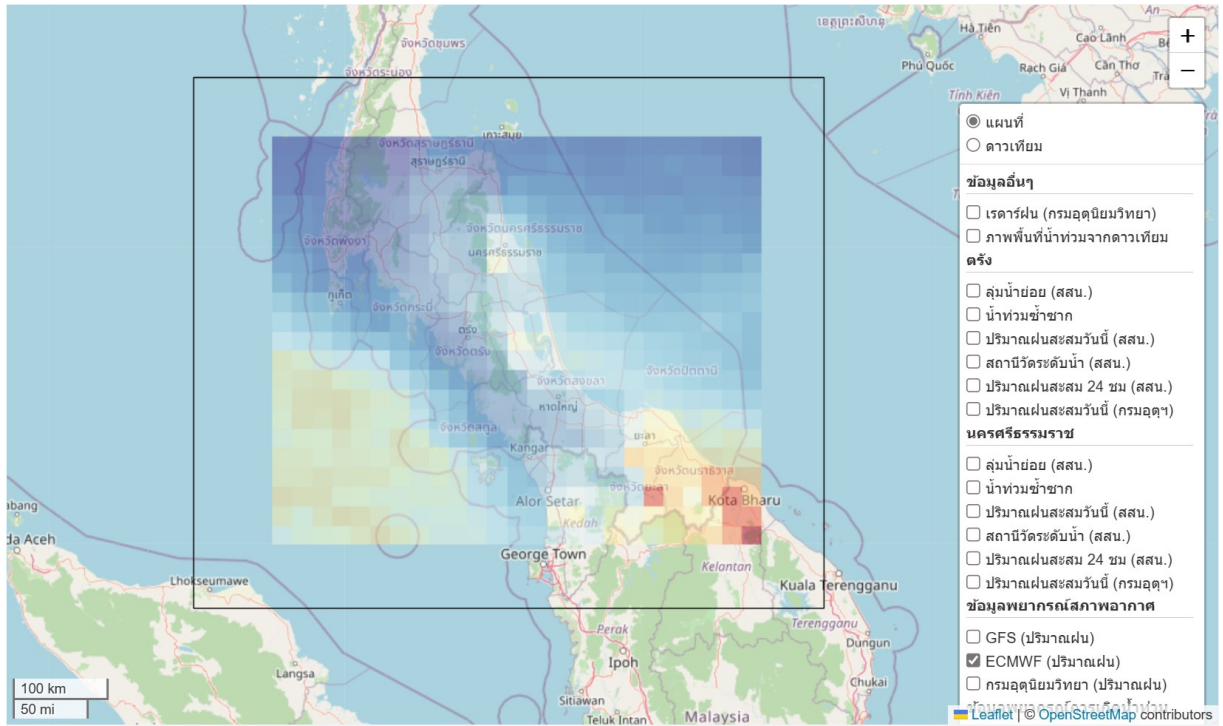 ខេត្តព្រះសីហនុ
Hà Tiên
An
จังหวัดชุมพร
Cao Lãnh
+
Phú Quốc
Rạch Giá
Cần Thơ
จังหวัดระนอง
Vị Thanh
−
Tỉnh Kiên
เกาะสมุย
จังหวัดสุราษฎร์ธานี
สุราษฎร์ธานี
จังหวัดนครศรีธรรมราช
จังหวัดพังงา
นครศรีธรรมราช
ภูเก็ต
จังหวัดกระบี่
ตรัง
จังหวัดตรัง
จังหวัดปัตตานี
จังหวัดสงขลา
หาดใหญ่
จังหวัดสตูล
ยะลา
Kangar
จังหวัดนราธิวาส
จังหวัดยะลา
Alor Setar
Kota Bharu
Kedah
abang
da Aceh
George Town
Kelantan
Lhokseumawe
Kuala Terengganu
Perak
Terengganu
Dungun
Ipoh
Langsa
Chukai
Sitiawan
Teluk Intan
Malaysia
100 km
50 mi
แผนที่
ดาวเทียม
ข้อมูลอื่นๆ
เรดาร์ฝน (กรมอุตุนิยมวิทยา)
ภาพพื้นที่น้ำท่วมจากดาวเทียม
ตรัง
ลุ่มน้ำย่อย (สสน.)
น้ำท่วมซ้ำซาก
ปริมาณฝนสะสมวันนี้ (สสน.)
สถานีวัดระดับน้ำ (สสน.)
ปริมาณฝนสะสม 24 ชม (สสน.)
ปริมาณฝนสะสมวันนี้ (กรมอุตุฯ)
นครศรีธรรมราช
ลุ่มน้ำย่อย (สสน.)
น้ำท่วมซ้ำซาก
ปริมาณฝนสะสมวันนี้ (สสน.)
สถานีวัดระดับน้ำ (สสน.)
ปริมาณฝนสะสม 24 ชม (สสน.)
ปริมาณฝนสะสมวันนี้ (กรมอุตุฯ)
ข้อมูลพยากรณ์สภาพอากาศ
GFS (ปริมาณฝน)
ECMWF (ปริมาณฝน)
กรมอุตุนิยมวิทยา (ปริมาณฝน)
Leaflet | © OpenStreetMap contributors